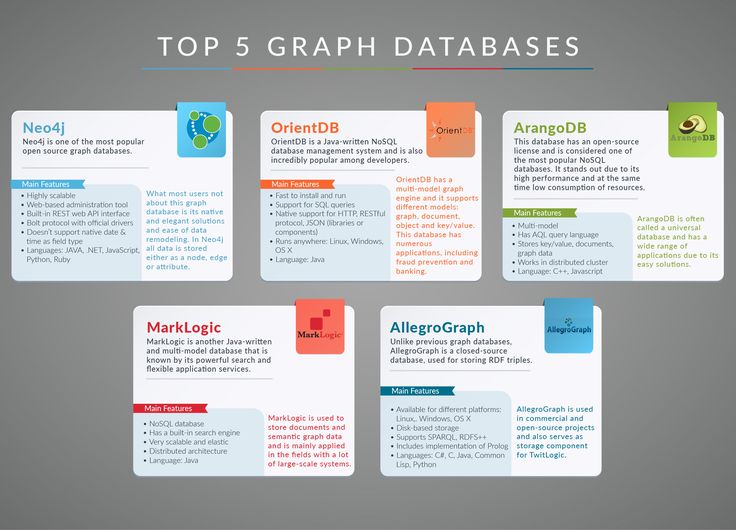 TOP 5 GRAPH DATABASES
Neo4j
Neo4j is one of the most popular
open source graph databases.
Main Features
• Highly scalable
• Web-based administration tool
• Built-in REST web API interface
• Bolt protocol with official drivers
• Doesn't support native date &
time as field type
• Languages: JAVA, .NET, JavaScript,
Python, Ruby
What most users not
about this graph
database is its native
and elegant solutions
and ease of data
remodeling. In Neo4j
all data is stored
either as a node, edge
or attribute.
OrientDB
OrientDB
OrientDB is a Java-written NoSQL
database management system and is also
incredibly popular among developers.
Main Features
• Fast to install and run
• Support for SQL queries
• Native support for HTTP, RESTful
protocol, JSON (libraries or
components)
• Runs anywhere: Linux, Windows,
OS X
• Language: Java
OrientDB has a
multi-model graph
engine and it supports
different models:
graph, document,
object and key/value.
This database has
numerous
applications, including
fraud prevention and
banking.
ArangoDB
ArangoDB
This database has an open-source
license and is considered one of
the most popular NoSQL
databases. It stands out due to its
high performance and at the same
time low consumption of resources.
Main Features
• Multi-model
• Has AQL query language
• Stores key/value, documents,
graph data
• Works in distributed cluster
• Language: C++, Javascript
ArangoDB is often
called a universal
database and has a
wide range of
applications due to its
easy solutions.
MarkLogic
MarkLogic
MarkLogic is another Java-written
and multi-model database that is
known by its powerful search and
flexible application services.
Main Features
• NoSQL database
• Has a built-in search engine
• Very scalable and elastic
• Distributed architecture
• Language: Java
MarkLogic is used to
store documents and
semantic graph data
and is mainly applied
in the fields with a lot
of large-scale systems.
AllegroGraph
AllegroGraph
Unlike previous graph databases,
AllegroGraph is a closed-source
database, used for storing RDF triples.
Main Features
• Available for different platforms:
Linux,. Windows, OS X
• Disk-based storage
• Supports SPARQL, RDFS++
• Includes implementation of Prolog
• Languages: C#, C, Java, Common
Lisp, Python
AllegroGraph is used
in commercial and
open-source projects
and also serves as
storage component
for TwitLogic.